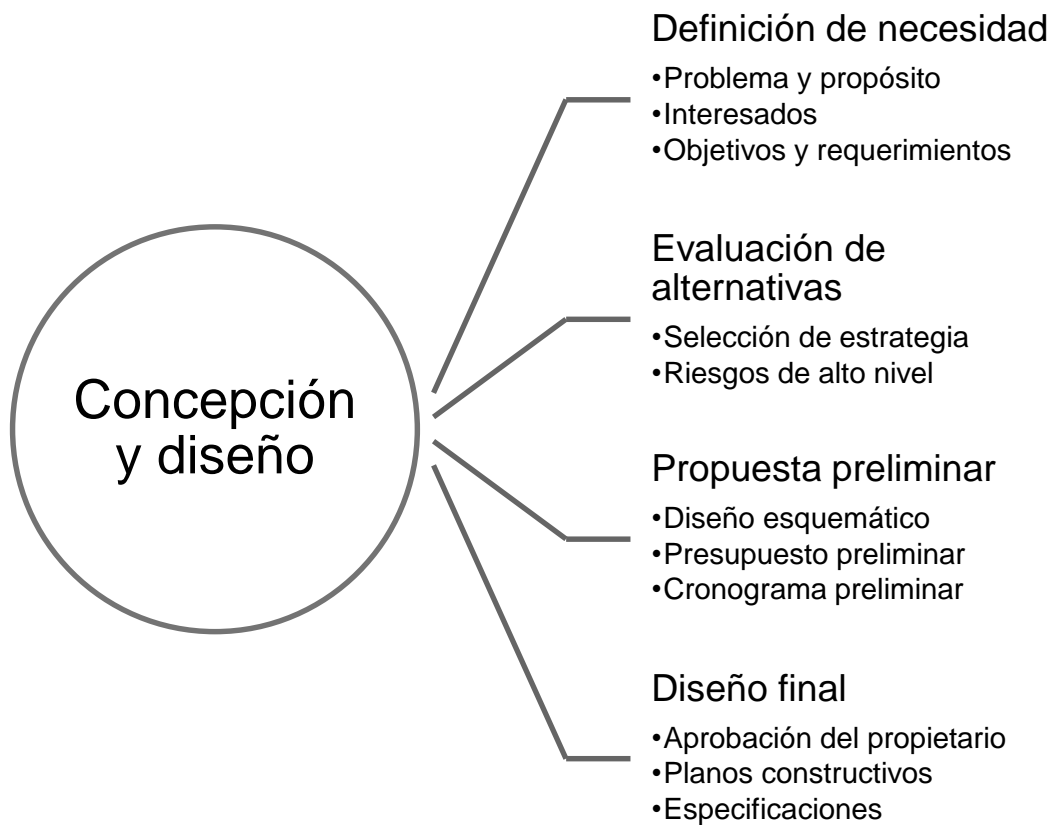 Concepción
y diseño
Definición de necesidad
•Problema y propósito
•Interesados
•Objetivos y requerimientos
Evaluación de
alternativas
•Selección de estrategia
•Riesgos de alto nivel
Propuesta preliminar
•Diseño esquemático
•Presupuesto preliminar
•Cronograma preliminar
Diseño final
•Aprobación del propietario
•Planos constructivos
•Especificaciones